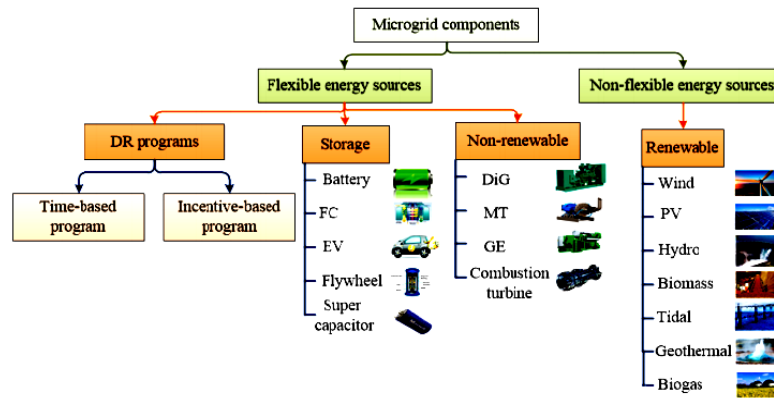 Microgrid components
Flexible energy sources
Non-flexible energy sources
DR programs
Time-based
program
Incentive-based
program
Storage
Battery
FC
EV
Flywheel
Super
capacitor
Non-renewable
DiG
MT
GE
Combustion
turbine
Renewable
Wind
PV
Hydro
Biomass
Tidal
Geothermal
Biogas